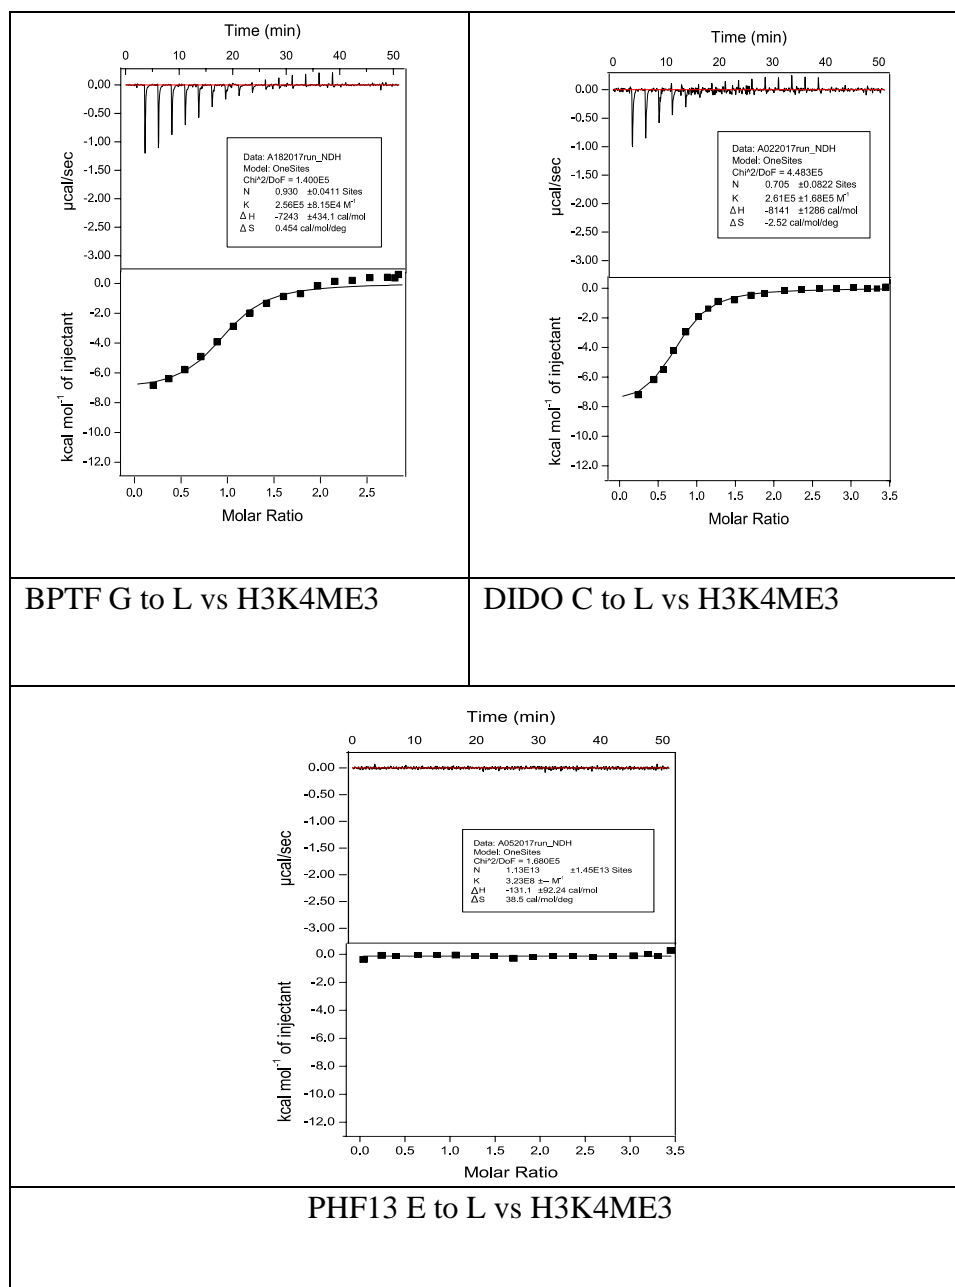 Time (min)
0 10 20 30 40 50
0.00
-0.50
-1.00
-1.50
-2.00
-2.50
-3.00
µcal/sec
Data: A182017run_NDH
Model: OneSites
Chi^2/DoF = 1.400E5
N 0.930 ±0.0411 Sites
K 2.56E5 ±8.15E4 M⁻¹
ΔH -7243 ±434.1 cal/mol
ΔS 0.454 cal/mol/deg
0.0
-2.0
-4.0
-6.0
-8.0
-10.0
-12.0
kcal mol⁻¹ of injectant
0.0 0.5 1.0 1.5 2.0 2.5
Molar Ratio
Time (min)
0 10 20 30 40 50
0.00
-0.50
-1.00
-1.50
-2.00
-2.50
-3.00
µcal/sec
Data: A022017run_NDH
Model: OneSites
Chi^2/DoF = 4.483E5
N 0.705 ±0.0822 Sites
K 2.61E5 ±1.68E5 M⁻¹
ΔH -8141 ±1286 cal/mol
ΔS -2.52 cal/mol/deg
0.0
-2.0
-4.0
-6.0
-8.0
-10.0
-12.0
kcal mol⁻¹ of injectant
0.0 0.5 1.0 1.5 2.0 2.5 3.0 3.5
Molar Ratio
BPTF G to L vs H3K4ME3
DIDO C to L vs H3K4ME3
Time (min)
0 10 20 30 40 50
0.00
-0.50
-1.00
-1.50
-2.00
-2.50
-3.00
µcal/sec
Data: A052017run_NDH
Model: OneSites
Chi^2/DoF = 1.680E5
N 1.13E13 ±1.45E13 Sites
K 3.23E8 ±-- M⁻¹
ΔH -131.1 ±92.24 cal/mol
ΔS 38.5 cal/mol/deg
0.0
-2.0
-4.0
-6.0
-8.0
-10.0
-12.0
kcal mol⁻¹ of injectant
0.0 0.5 1.0 1.5 2.0 2.5 3.0 3.5
Molar Ratio
PHF13 E to L vs H3K4ME3